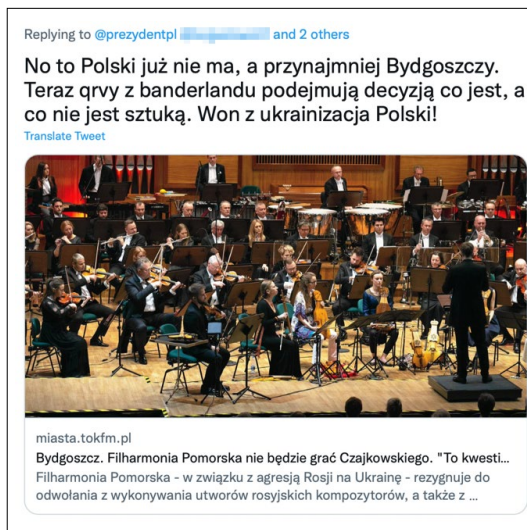 Replying to @prezydentpl and 2 others
No to Polski już nie ma, a przynajmniej Bydgoszczy.
Teraz qrvy z banderlandu podejmują decyzją co jest, a
co nie jest sztuką. Won z ukrainizacja Polski!
Translate Tweet
miasta.tokfm.pl
Bydgoszcz. Filharmonia Pomorska nie będzie grać Czajkowskiego. "To kwesti...
Filharmonia Pomorska - w związku z agresją Rosji na Ukrainę - rezygnuje do
odwołania z wykonywania utworów rosyjskich kompozytorów, a także z ...